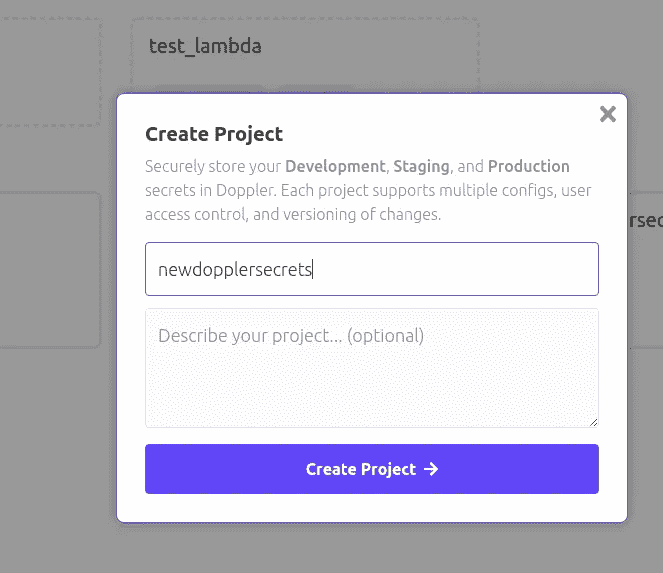 test_lambda
Create Project
Securely store your Development, Staging, and Production
secrets in Doppler. Each project supports multiple configs, user
access control, and versioning of changes.
rsec
newdopplersecrets
Describe your project... (optional)
Create Project →